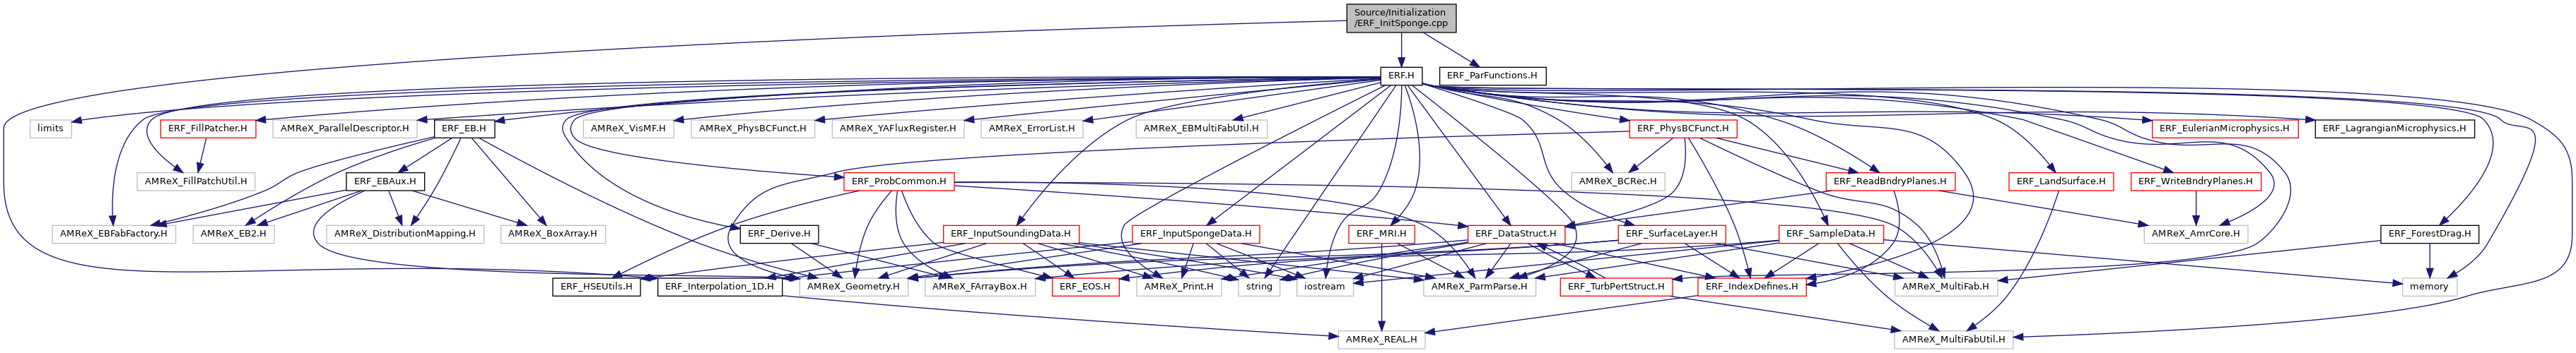 Source/Initialization
/ERF_InitSponge.cpp
ERF.H
ERF_ParFunctions.H
limits
ERF_FillPatcher.H
AMReX_ParallelDescriptor.H
ERF_EB.H
AMReX_VisMF.H
AMReX_PhysBCFunct.H
AMReX_YAFluxRegister.H
AMReX_ErrorList.H
AMReX_EBMultiFabUtil.H
ERF_PhysBCFunct.H
ERF_EulerianMicrophysics.H
ERF_LagrangianMicrophysics.H
AMReX_FillPatchUtil.H
ERF_EBAux.H
ERF_ProbCommon.H
AMReX_BCRec.H
ERF_ReadBndryPlanes.H
ERF_LandSurface.H
ERF_WriteBndryPlanes.H
AMReX_EBFabFactory.H
AMReX_EB2.H
AMReX_DistributionMapping.H
AMReX_BoxArray.H
ERF_Derive.H
ERF_InputSoundingData.H
ERF_InputSpongeData.H
ERF_MRI.H
ERF_DataStruct.H
ERF_SurfaceLayer.H
ERF_SampleData.H
AMReX_AmrCore.H
ERF_ForestDrag.H
ERF_HSEUtils.H
ERF_Interpolation_1D.H
AMReX_Geometry.H
AMReX_FArrayBox.H
ERF_EOS.H
AMReX_Print.H
string
iostream
AMReX_ParmParse.H
ERF_TurbPertStruct.H
ERF_IndexDefines.H
AMReX_MultiFab.H
memory
AMReX_REAL.H
AMReX_MultiFabUtil.H